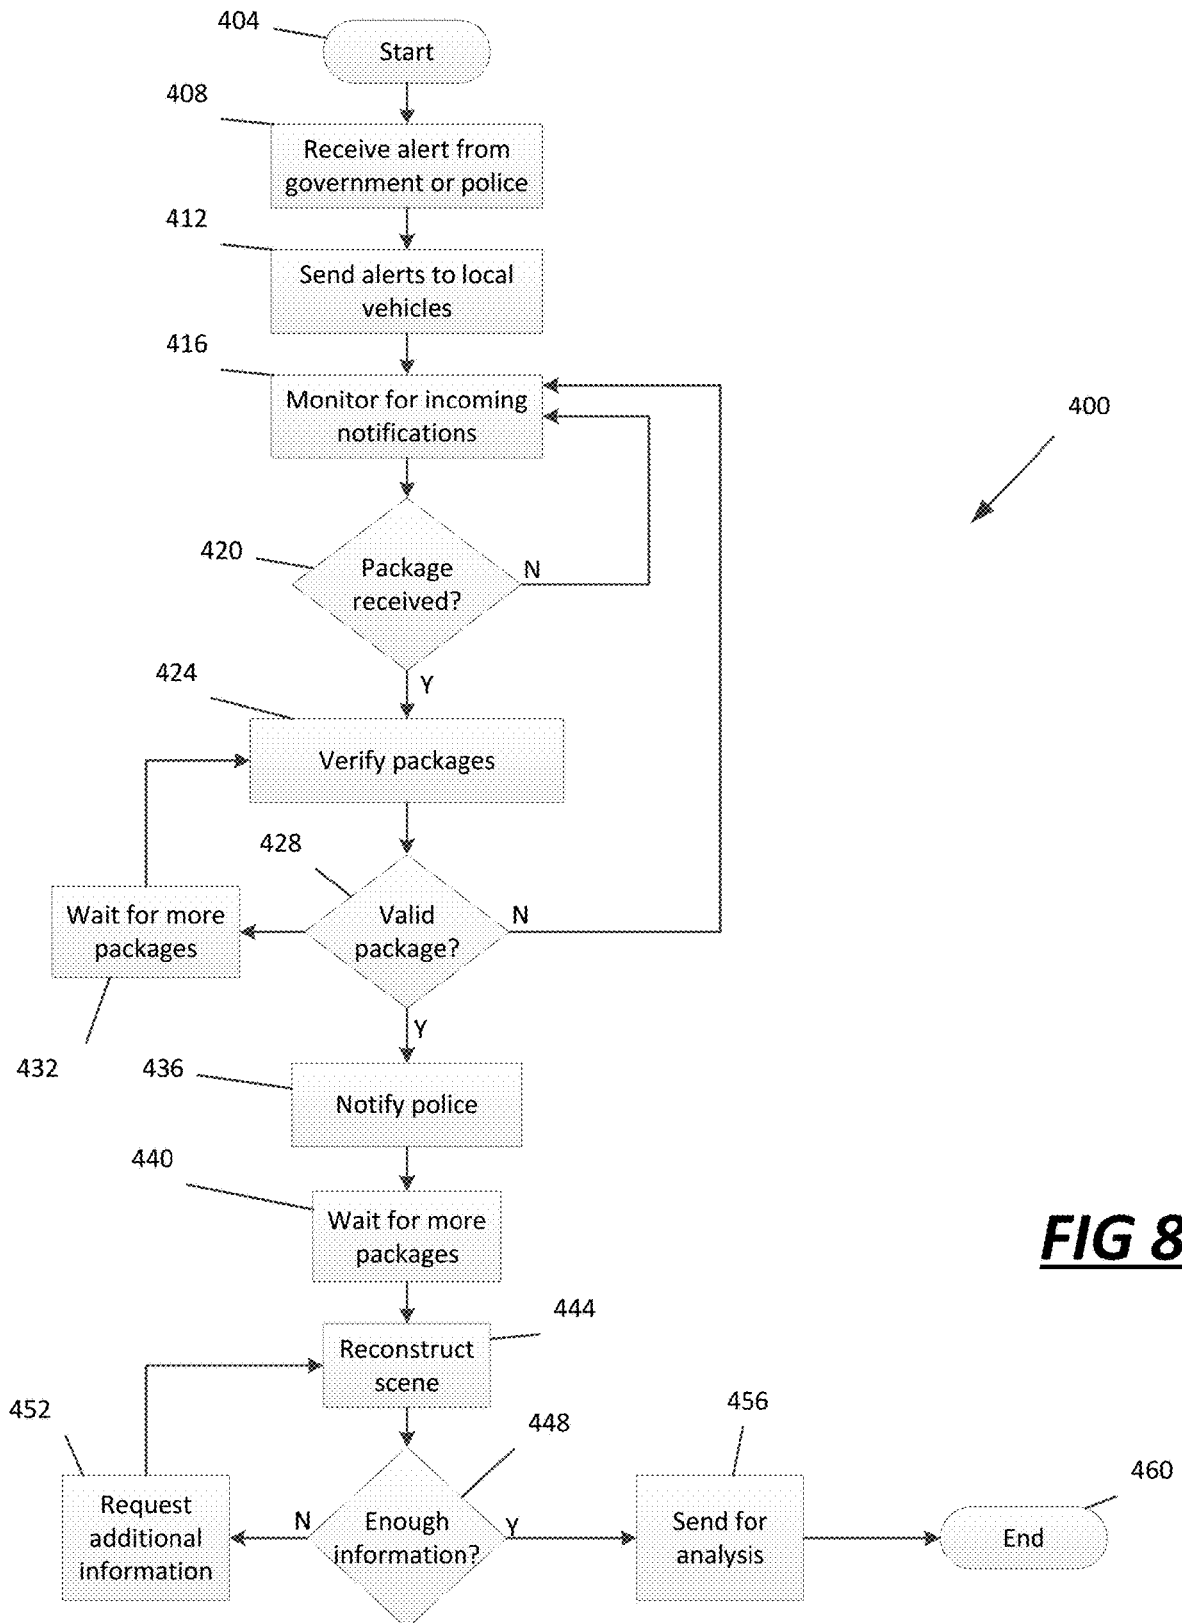 404
Start
408
Receive alert from
government or police
412
Send alerts to local
vehicles
416
Monitor for incoming
notifications
400
420
Package
received?
N
Y
424
Verify packages
428
Valid
package?
N
Wait for more
packages
432
Y
436
Notify police
440
Wait for more
packages
FIG 8
444
Reconstruct
scene
452
448
456
460
Request
additional
information
N
Enough
information?
Y
Send for
analysis
End